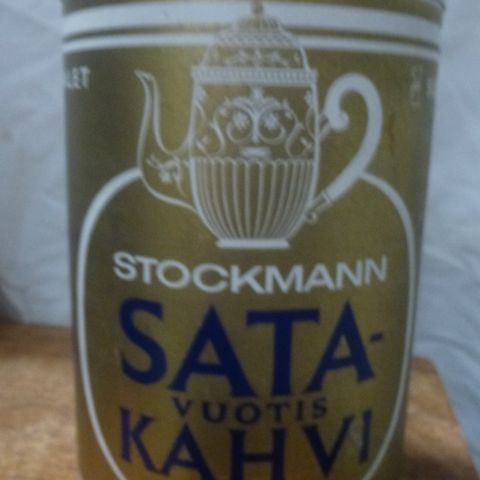 STOCKMANN
SATA-
VUOTIS
KAHVI